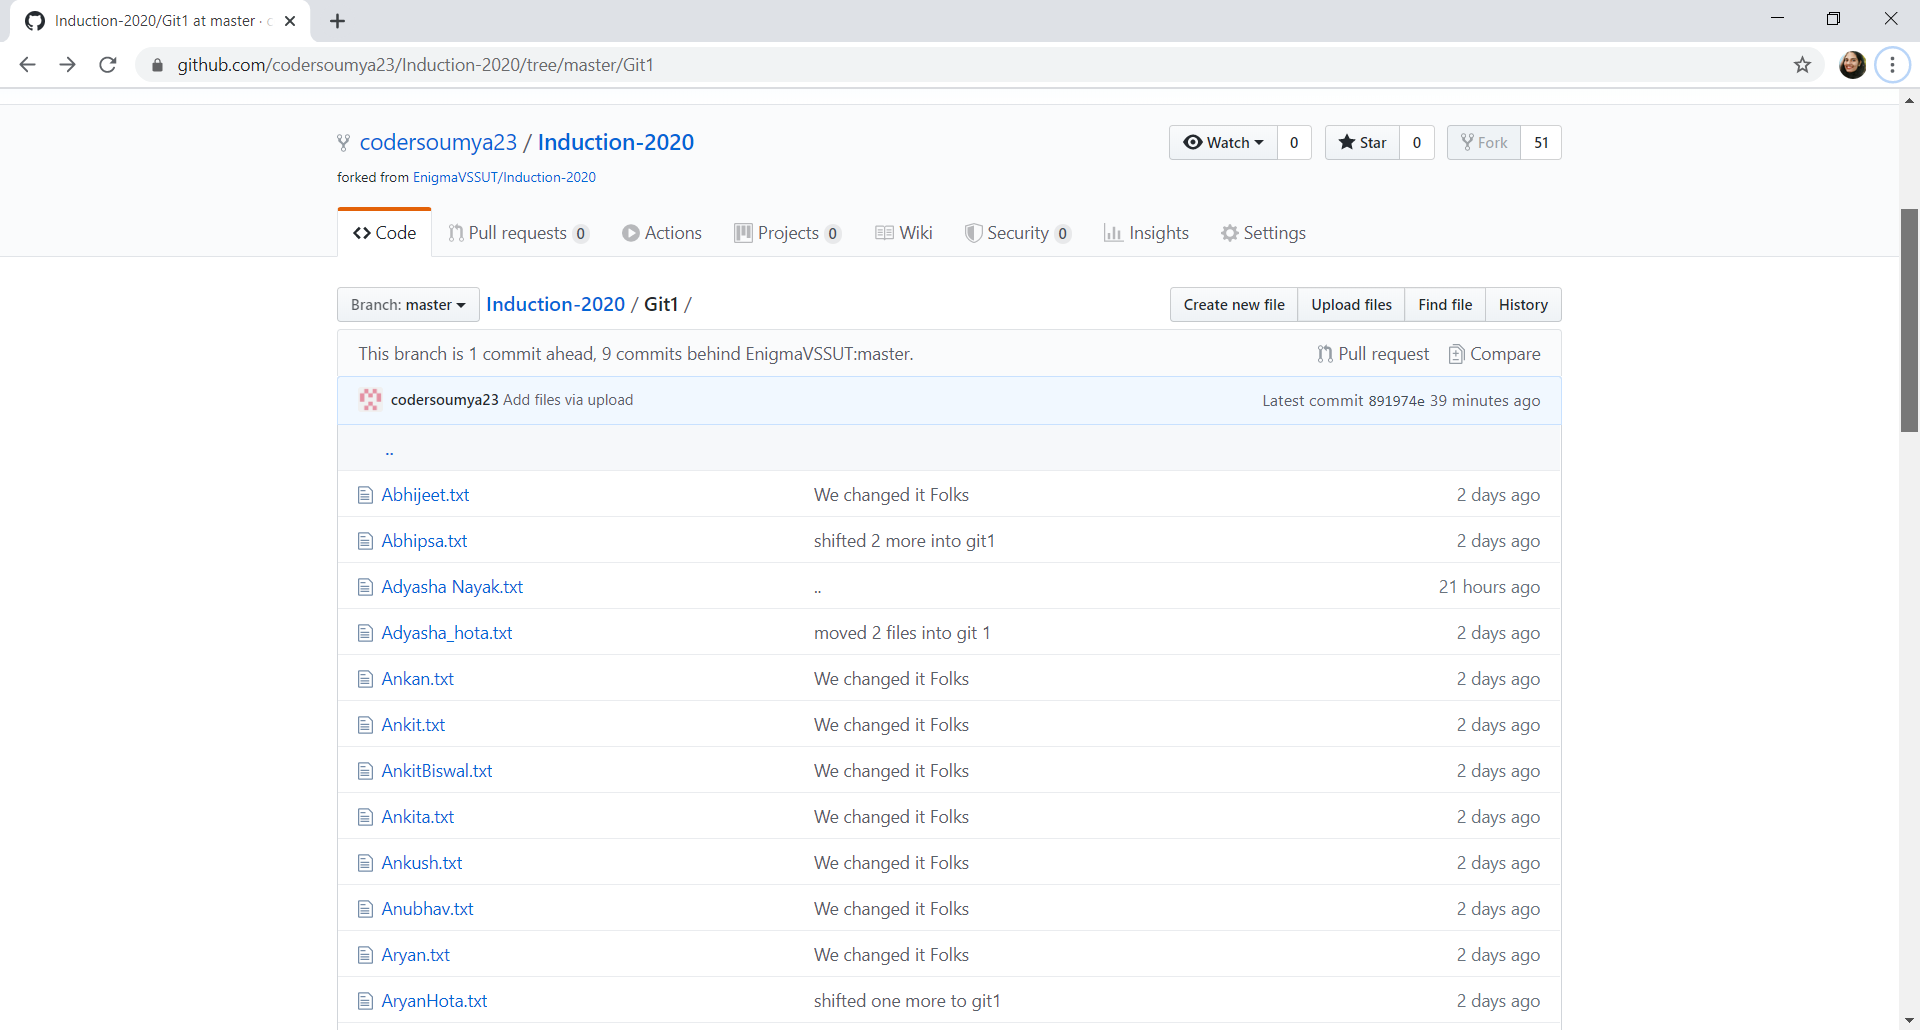 Induction-2020/Git1 at master ·
github.com/codersoumya23/Induction-2020/tree/master/Git1
codersoumya23 / Induction-2020
Watch 0 Star 0 Fork 51
forked from EnigmaVSSUT/Induction-2020
Code Pull requests 0 Actions Projects 0 Wiki Security 0 Insights Settings
Branch: master Induction-2020 / Git1 / Create new file Upload files Find file History
This branch is 1 commit ahead, 9 commits behind EnigmaVSSUT:master. Pull request Compare
codersoumya23 Add files via upload Latest commit 891974e 39 minutes ago
..
Abhijeet.txt We changed it Folks 2 days ago
Abhipsa.txt shifted 2 more into git1 2 days ago
Adyasha Nayak.txt .. 21 hours ago
Adyasha_hota.txt moved 2 files into git 1 2 days ago
Ankan.txt We changed it Folks 2 days ago
Ankit.txt We changed it Folks 2 days ago
AnkitBiswal.txt We changed it Folks 2 days ago
Ankita.txt We changed it Folks 2 days ago
Ankush.txt We changed it Folks 2 days ago
Anubhav.txt We changed it Folks 2 days ago
Aryan.txt We changed it Folks 2 days ago
AryanHota.txt shifted one more to git1 2 days ago